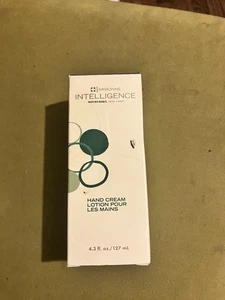 INTELLIGENCE
HAND CREAM
LOTION POUR
LES MAINS
4.3 fl. oz. / 127 mL